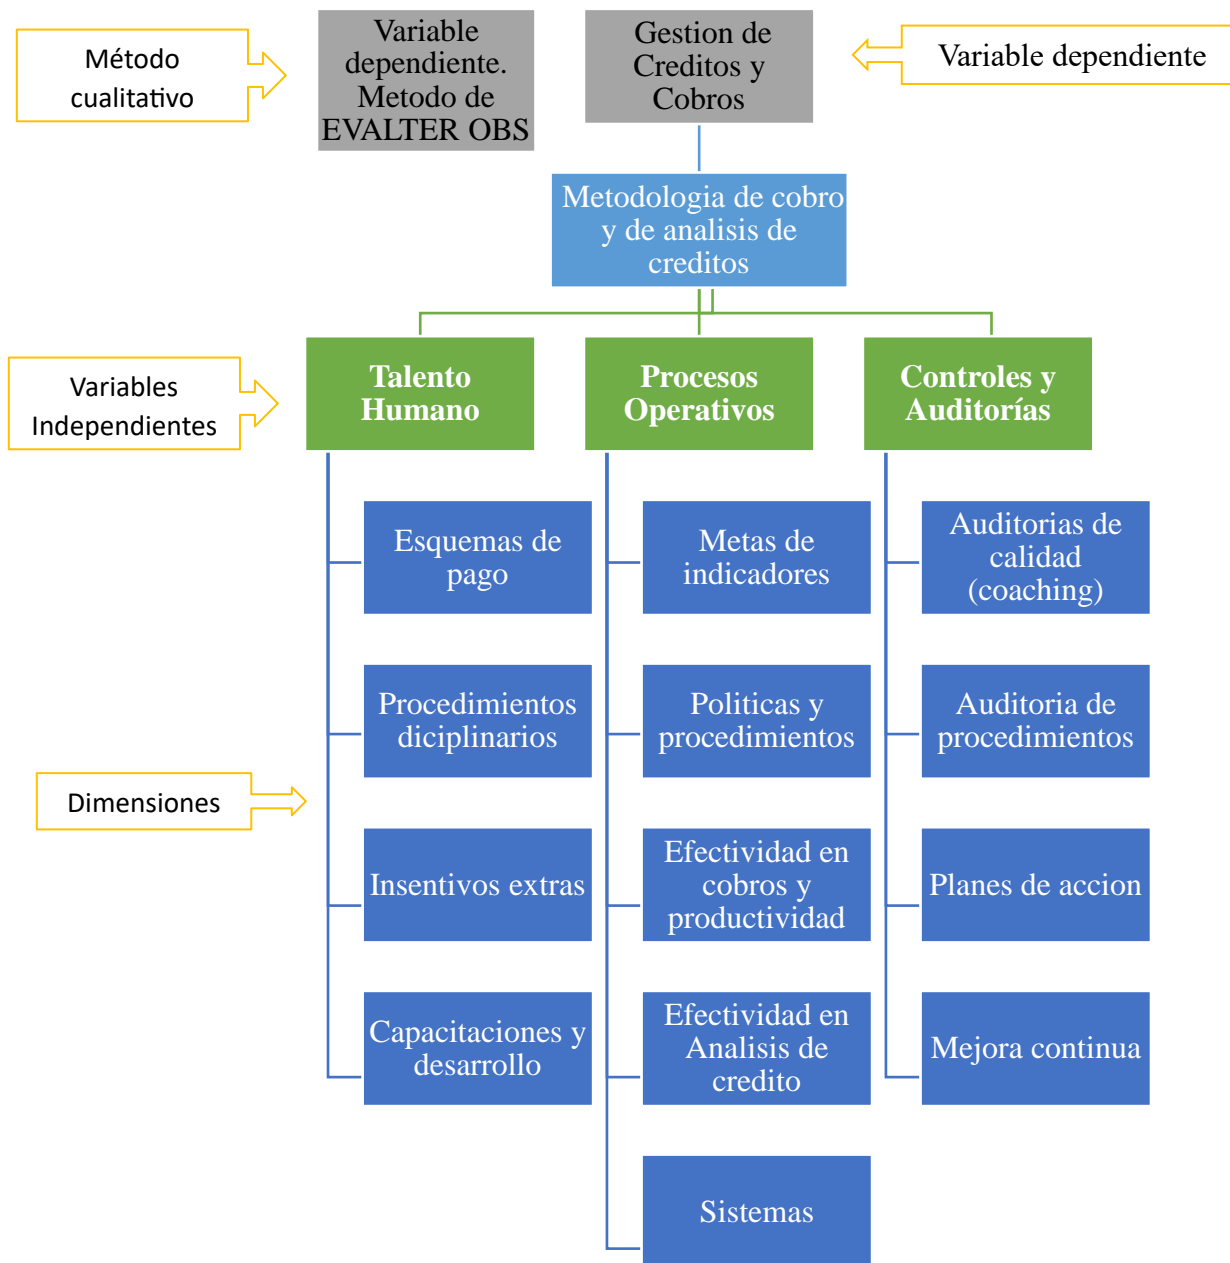 Método
cualitativo
Variable
dependiente.
Metodo de
EVALTER OBS
Gestion de
Creditos y
Cobros
Variable dependiente
Metodologia de cobro
y de analisis de
creditos
Variables
Independientes
Talento
Humano
Procesos
Operativos
Controles y
Auditorías
Esquemas de
pago
Metas de
indicadores
Auditorias de
calidad
(coaching)
Procedimientos
diciplinarios
Politicas y
procedimientos
Auditoria de
procedimientos
Dimensiones
Insentivos extras
Efectividad en
cobros y
productividad
Planes de accion
Capacitaciones y
desarrollo
Efectividad en
Analisis de
credito
Mejora continua
Sistemas